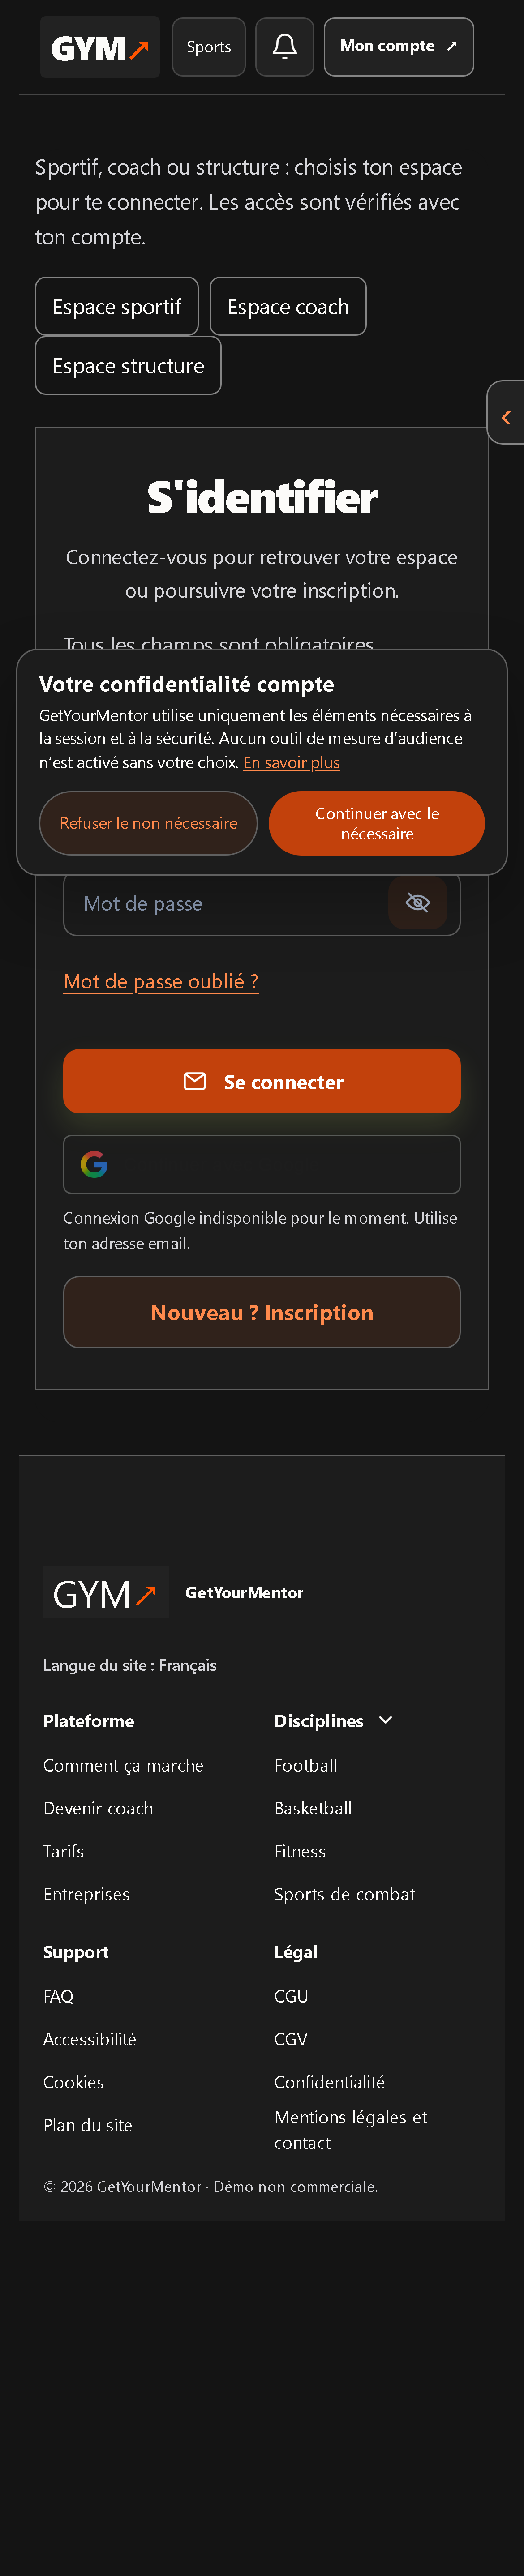 GYM↗
Sports
Mon compte ↗
Sportif, coach ou structure : choisis ton espace
pour te connecter. Les accès sont vérifiés avec
ton compte.
Espace sportif
Espace coach
Espace structure
S'identifier
Connectez-vous pour retrouver votre espace
ou poursuivre votre inscription.
Tous les champs sont obligatoires
Votre confidentialité compte
GetYourMentor utilise uniquement les éléments nécessaires à
la session et à la sécurité. Aucun outil de mesure d’audience
n’est activé sans votre choix. En savoir plus
Refuser le non nécessaire
Continuer avec le
nécessaire
Mot de passe
Mot de passe oublié ?
Se connecter
Connexion Google indisponible pour le moment. Utilise
ton adresse email.
Nouveau ? Inscription
GYM↗
GetYourMentor
Langue du site : Français
Plateforme
Comment ça marche
Devenir coach
Tarifs
Entreprises
Disciplines
Football
Basketball
Fitness
Sports de combat
Support
FAQ
Accessibilité
Cookies
Plan du site
Légal
CGU
CGV
Confidentialité
Mentions légales et
contact
© 2026 GetYourMentor · Démo non commerciale.